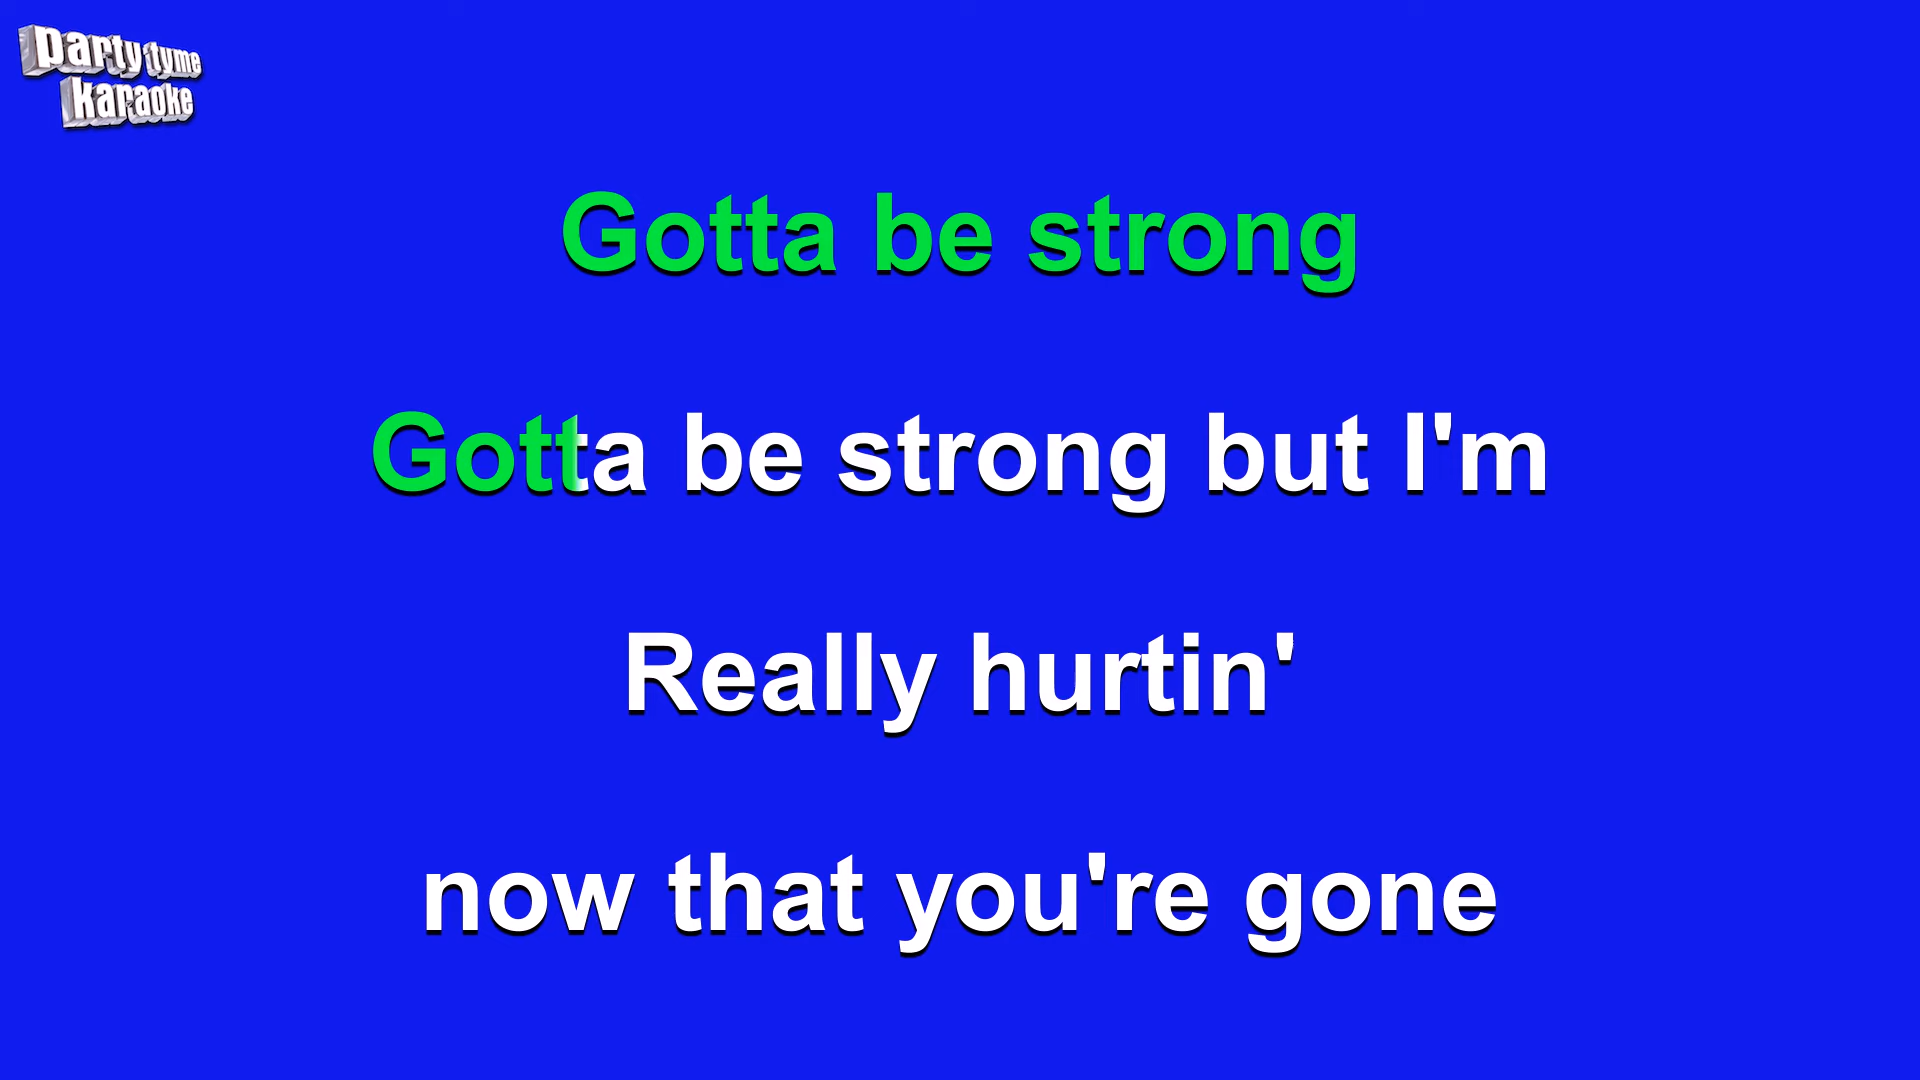 party tyme
karaoke
Gotta be strong
Gotta be strong but I'm
Really hurtin'
now that you're gone